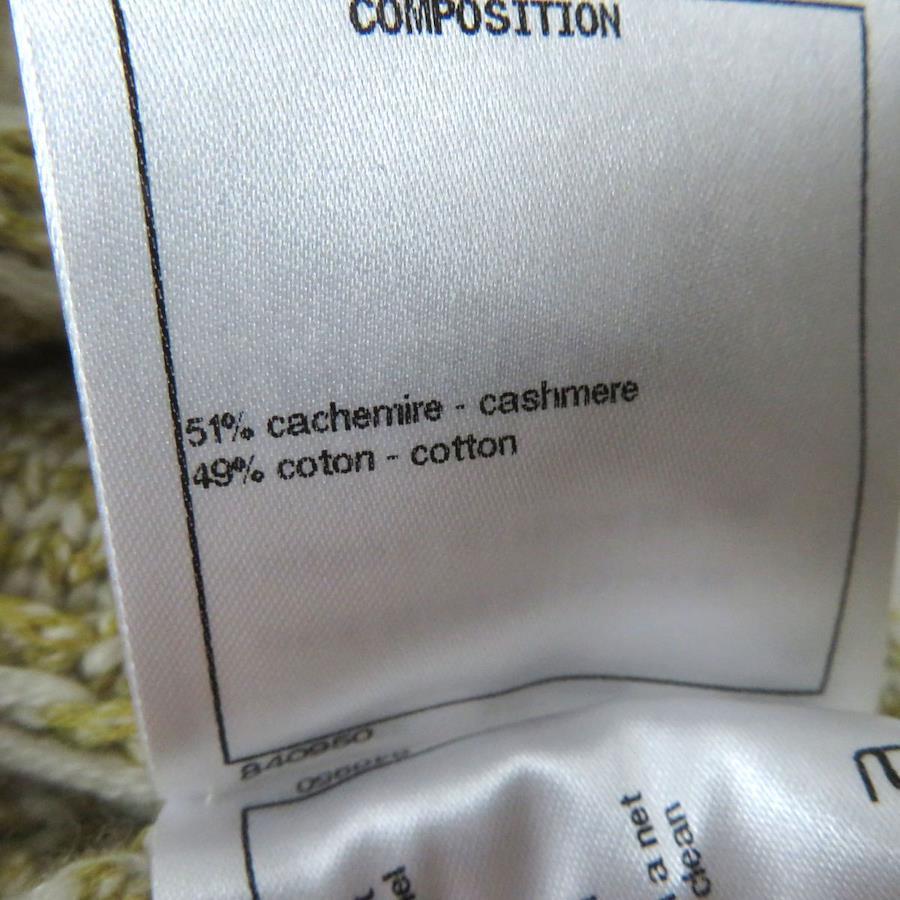 COMPOSITION
51% cachemire - cashmere
49% coton - cotton
840950
a net
clean